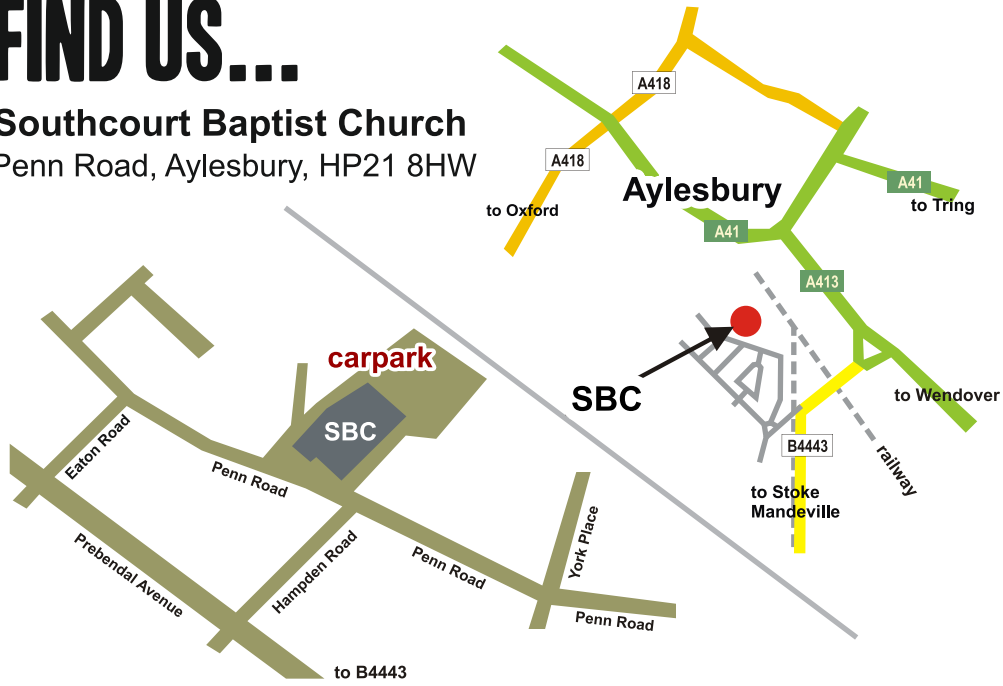 FIND US...
Southcourt Baptist Church
Penn Road, Aylesbury, HP21 8HW
A418
A418
to Oxford
Aylesbury
A41
A41
to Tring
A413
SBC
to Wendover
B4443
railway
to Stoke
Mandeville
carpark
SBC
Eaton Road
Penn Road
Prebendal Avenue
Hampden Road
Penn Road
York Place
Penn Road
to B4443